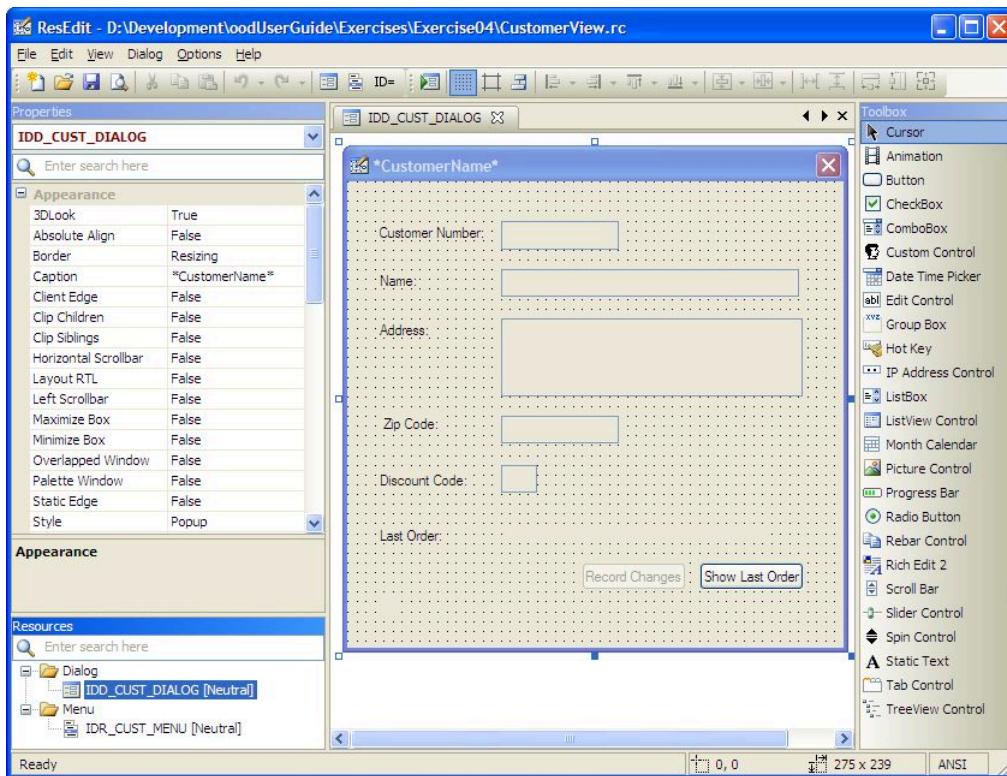 ResEdit - D:\Development\oodUserGuide\Exercises\Exercise04\CustomerView.rc
File Edit View Dialog Options Help
ID=
Properties
IDD_CUST_DIALOG
Enter search here
Appearance
3DLook True
Absolute Align False
Border Resizing
Caption *CustomerName*
Client Edge False
Clip Children False
Clip Siblings False
Horizontal Scrollbar False
Layout RTL False
Left Scrollbar False
Maximize Box False
Minimize Box False
Overlapped Window False
Palette Window False
Static Edge False
Style Popup
Appearance
Resources
Enter search here
Dialog
IDD_CUST_DIALOG [Neutral]
Menu
IDR_CUST_MENU [Neutral]
IDD_CUST_DIALOG
*CustomerName*
Customer Number:
Name:
Address:
Zip Code:
Discount Code:
Last Order:
Record Changes Show Last Order
Toolbox
Cursor
Animation
Button
CheckBox
ComboBox
Custom Control
Date Time Picker
abl Edit Control
xyz Group Box
Hot Key
IP Address Control
ListBox
ListView Control
Month Calendar
Picture Control
Progress Bar
Radio Button
Rebar Control
Rich Edit 2
Scroll Bar
Slider Control
Spin Control
A Static Text
Tab Control
TreeView Control
Ready 0, 0 275 x 239 ANSI